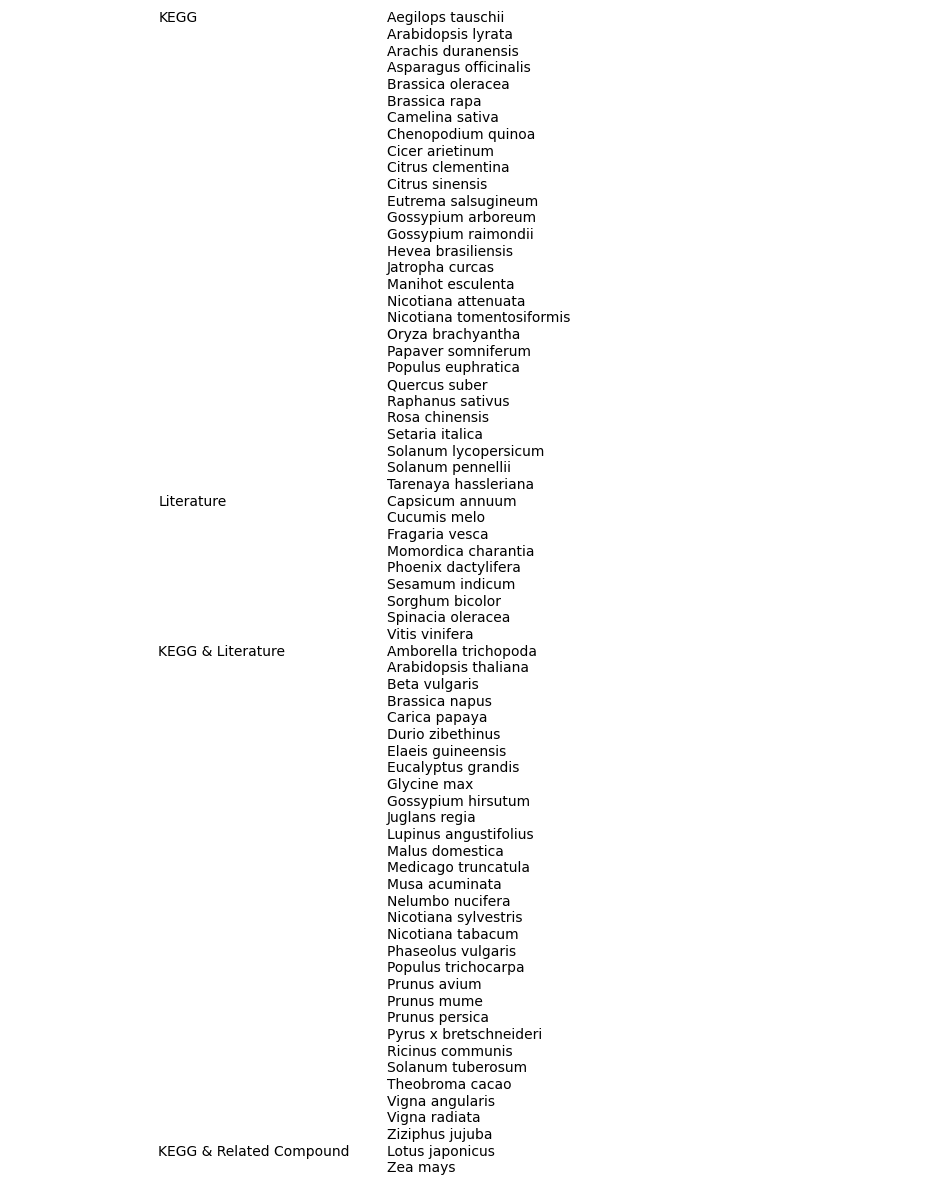 KEGG Aegilops tauschii
Arabidopsis lyrata
Arachis duranensis
Asparagus officinalis
Brassica oleracea
Brassica rapa
Camelina sativa
Chenopodium quinoa
Cicer arietinum
Citrus clementina
Citrus sinensis
Eutrema salsugineum
Gossypium arboreum
Gossypium raimondii
Hevea brasiliensis
Jatropha curcas
Manihot esculenta
Nicotiana attenuata
Nicotiana tomentosiformis
Oryza brachyantha
Papaver somniferum
Populus euphratica
Quercus suber
Raphanus sativus
Rosa chinensis
Setaria italica
Solanum lycopersicum
Solanum pennellii
Tarenaya hassleriana
Literature Capsicum annuum
Cucumis melo
Fragaria vesca
Momordica charantia
Phoenix dactylifera
Sesamum indicum
Sorghum bicolor
Spinacia oleracea
Vitis vinifera
KEGG & Literature Amborella trichopoda
Arabidopsis thaliana
Beta vulgaris
Brassica napus
Carica papaya
Durio zibethinus
Elaeis guineensis
Eucalyptus grandis
Glycine max
Gossypium hirsutum
Juglans regia
Lupinus angustifolius
Malus domestica
Medicago truncatula
Musa acuminata
Nelumbo nucifera
Nicotiana sylvestris
Nicotiana tabacum
Phaseolus vulgaris
Populus trichocarpa
Prunus avium
Prunus mume
Prunus persica
Pyrus x bretschneideri
Ricinus communis
Solanum tuberosum
Theobroma cacao
Vigna angularis
Vigna radiata
Ziziphus jujuba
KEGG & Related Compound Lotus japonicus
Zea mays